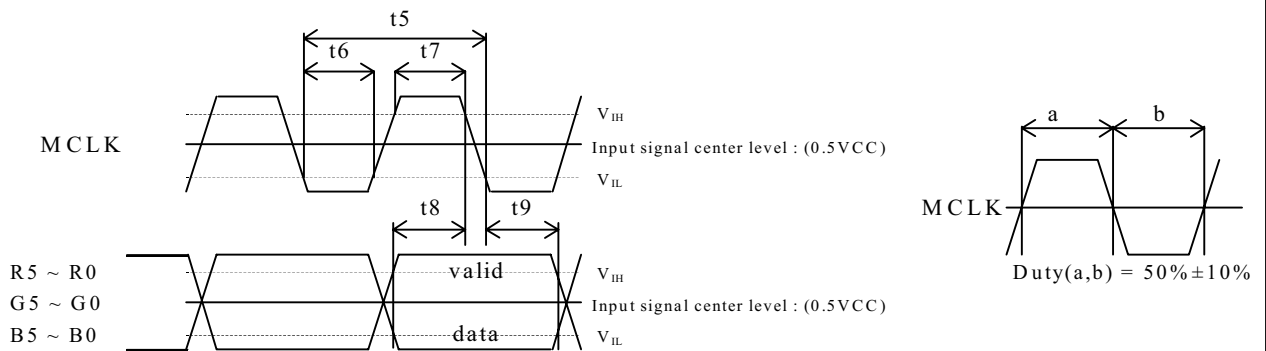 t5
t6 t7
V_IH
MCLK
Input signal center level : (0.5VCC)
V_IL
t8 t9
R5 ~ R0
G5 ~ G0
B5 ~ B0
valid
data
V_IH
Input signal center level : (0.5VCC)
V_IL
a b
MCLK
Duty(a,b) = 50%±10%